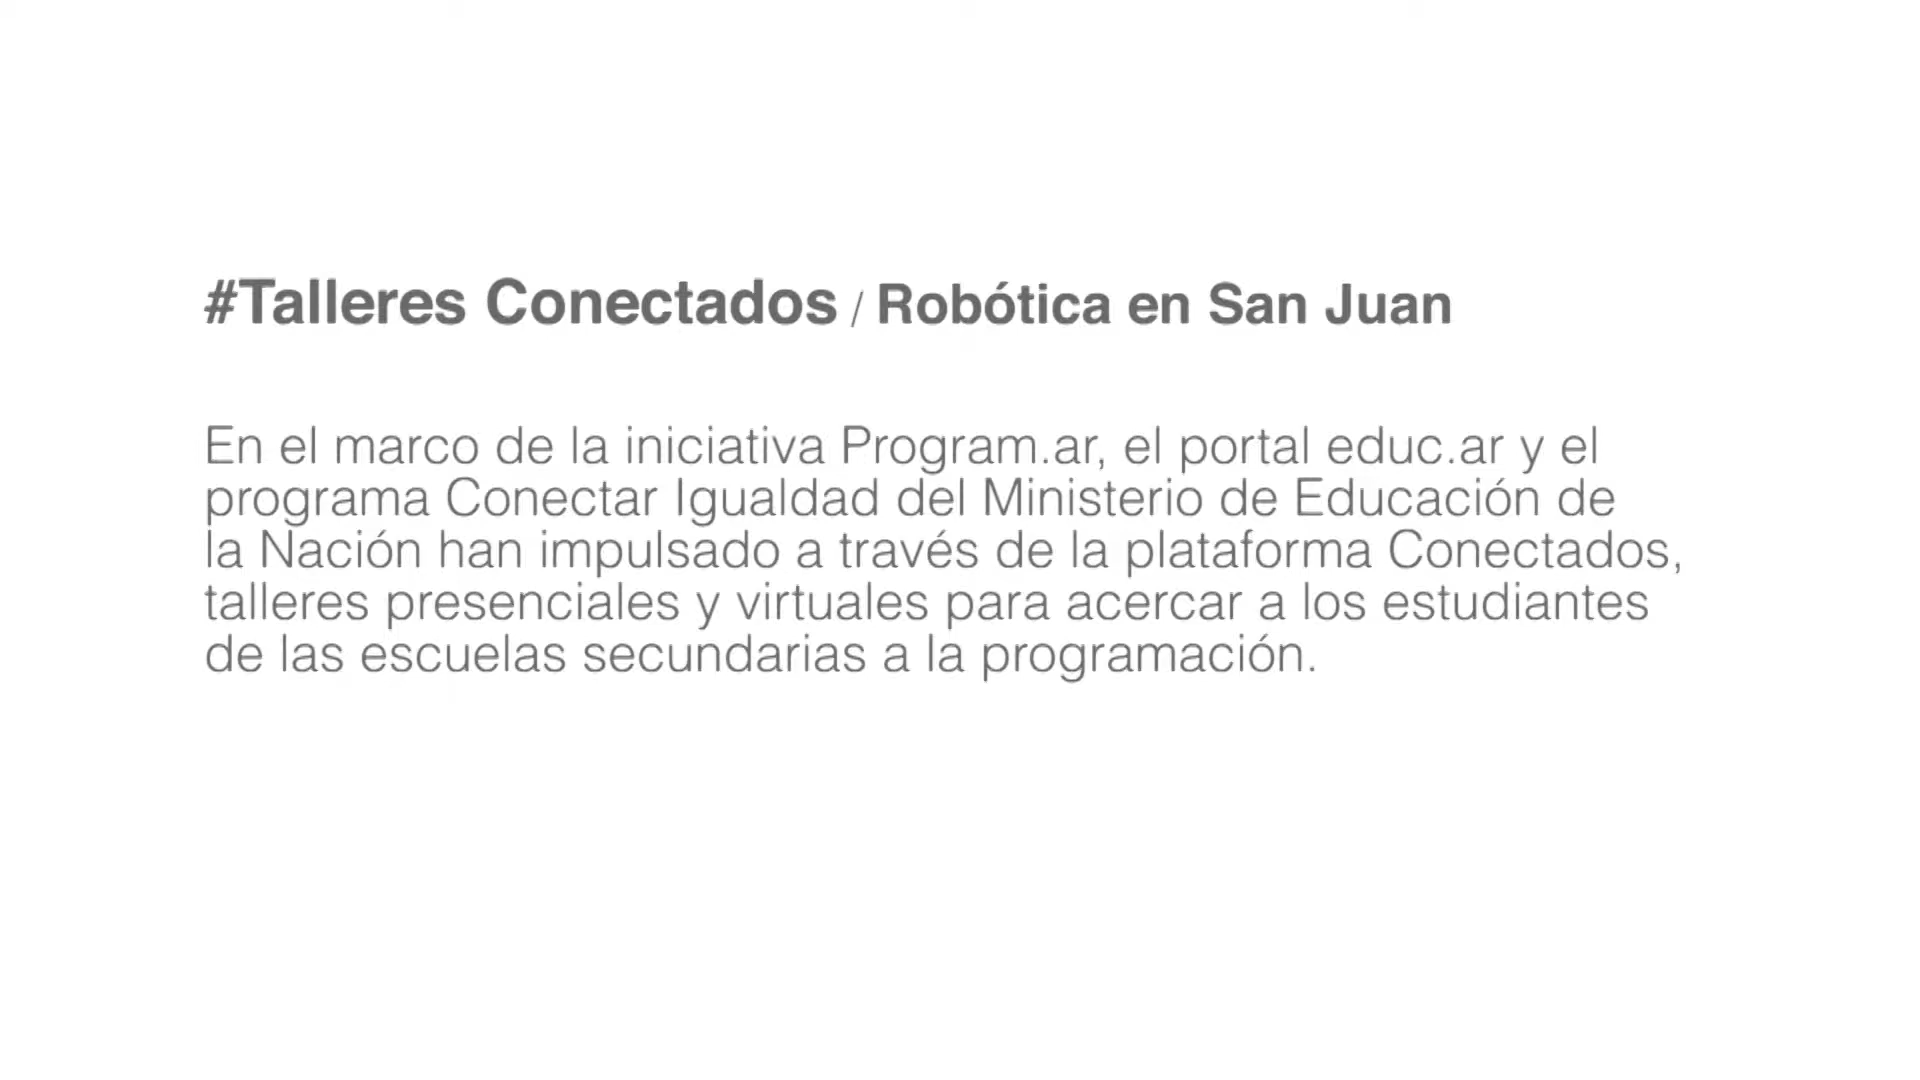 #Talleres Conectados / Robótica en San Juan
En el marco de la iniciativa Program.ar, el portal educ.ar y el
programa Conectar Igualdad del Ministerio de Educación de
la Nación han impulsado a través de la plataforma Conectados,
talleres presenciales y virtuales para acercar a los estudiantes
de las escuelas secundarias a la programación.